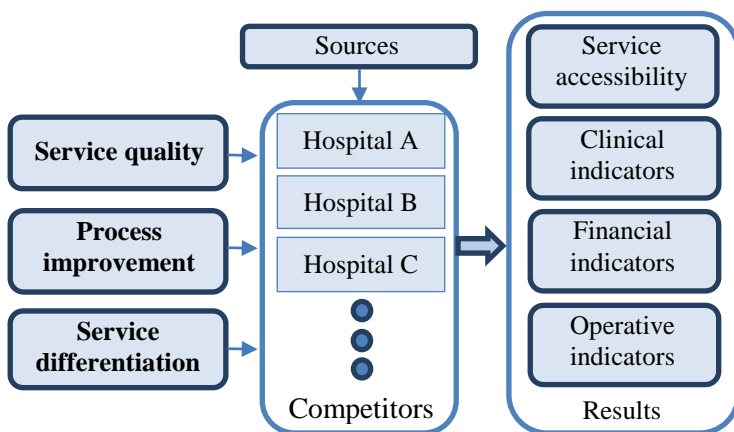 Sources
Service quality
Process
improvement
Service
differentiation
Hospital A
Hospital B
Hospital C
Competitors
Service
accessibility
Clinical
indicators
Financial
indicators
Operative
indicators
Results